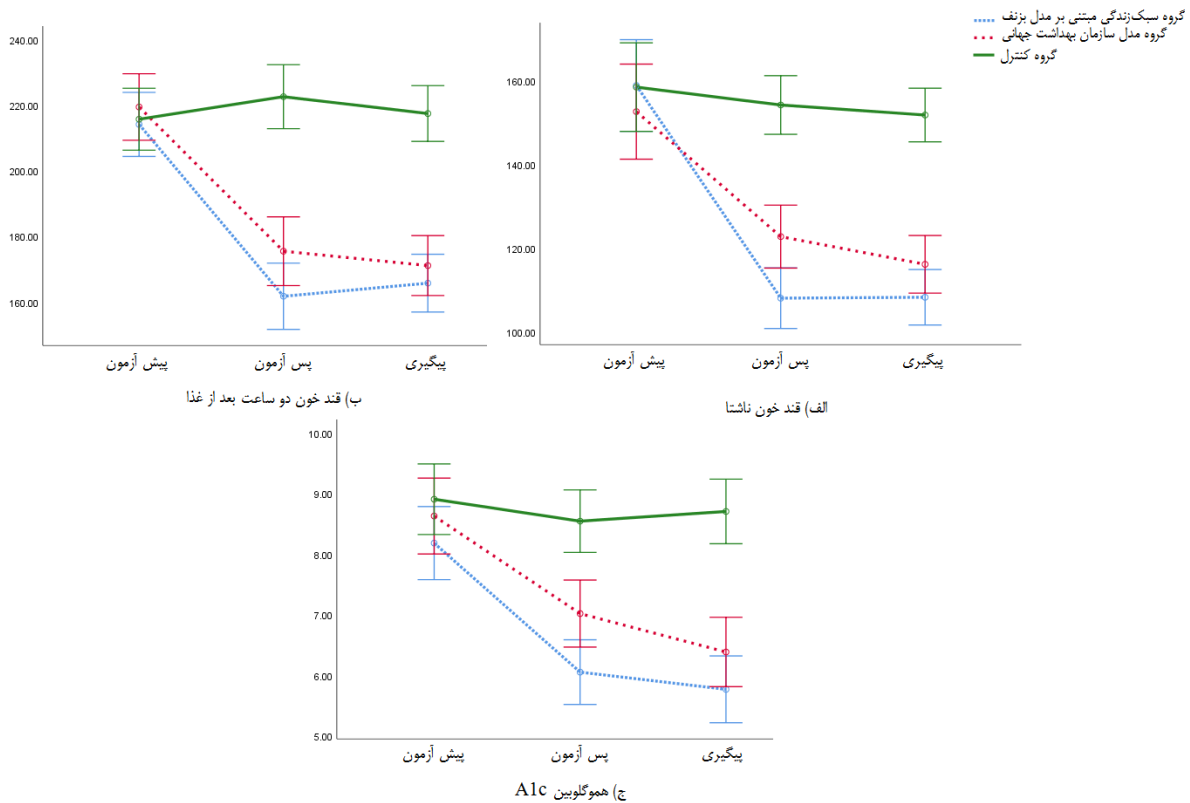 گروه سبک‌زندگی مبتنی بر مدل بزنف
گروه مدل سازمان بهداشت جهانی
گروه کنترل
160.00
140.00
120.00
100.00
پیش آزمون
پس آزمون
پیگیری
الف) قند خون ناشتا
240.00
220.00
200.00
180.00
160.00
پیش آزمون
پس آزمون
پیگیری
ب) قند خون دو ساعت بعد از غذا
10.00
9.00
8.00
7.00
6.00
5.00
پیش آزمون
پس آزمون
پیگیری
ج) هموگلوبین A1c